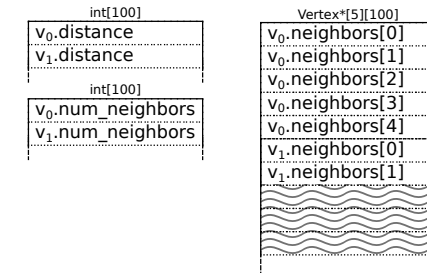 int[100]
v₀.distance
v₁.distance
int[100]
v₀.num_neighbors
v₁.num_neighbors
Vertex*[5][100]
v₀.neighbors[0]
v₀.neighbors[1]
v₀.neighbors[2]
v₀.neighbors[3]
v₀.neighbors[4]
v₁.neighbors[0]
v₁.neighbors[1]